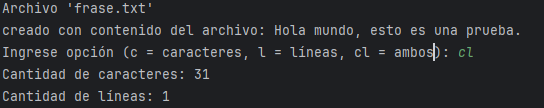 Archivo 'frase.txt'
creado con contenido del archivo: Hola mundo, esto es una prueba.
Ingrese opción (c = caracteres, l = líneas, cl = ambos): cl
Cantidad de caracteres: 31
Cantidad de líneas: 1